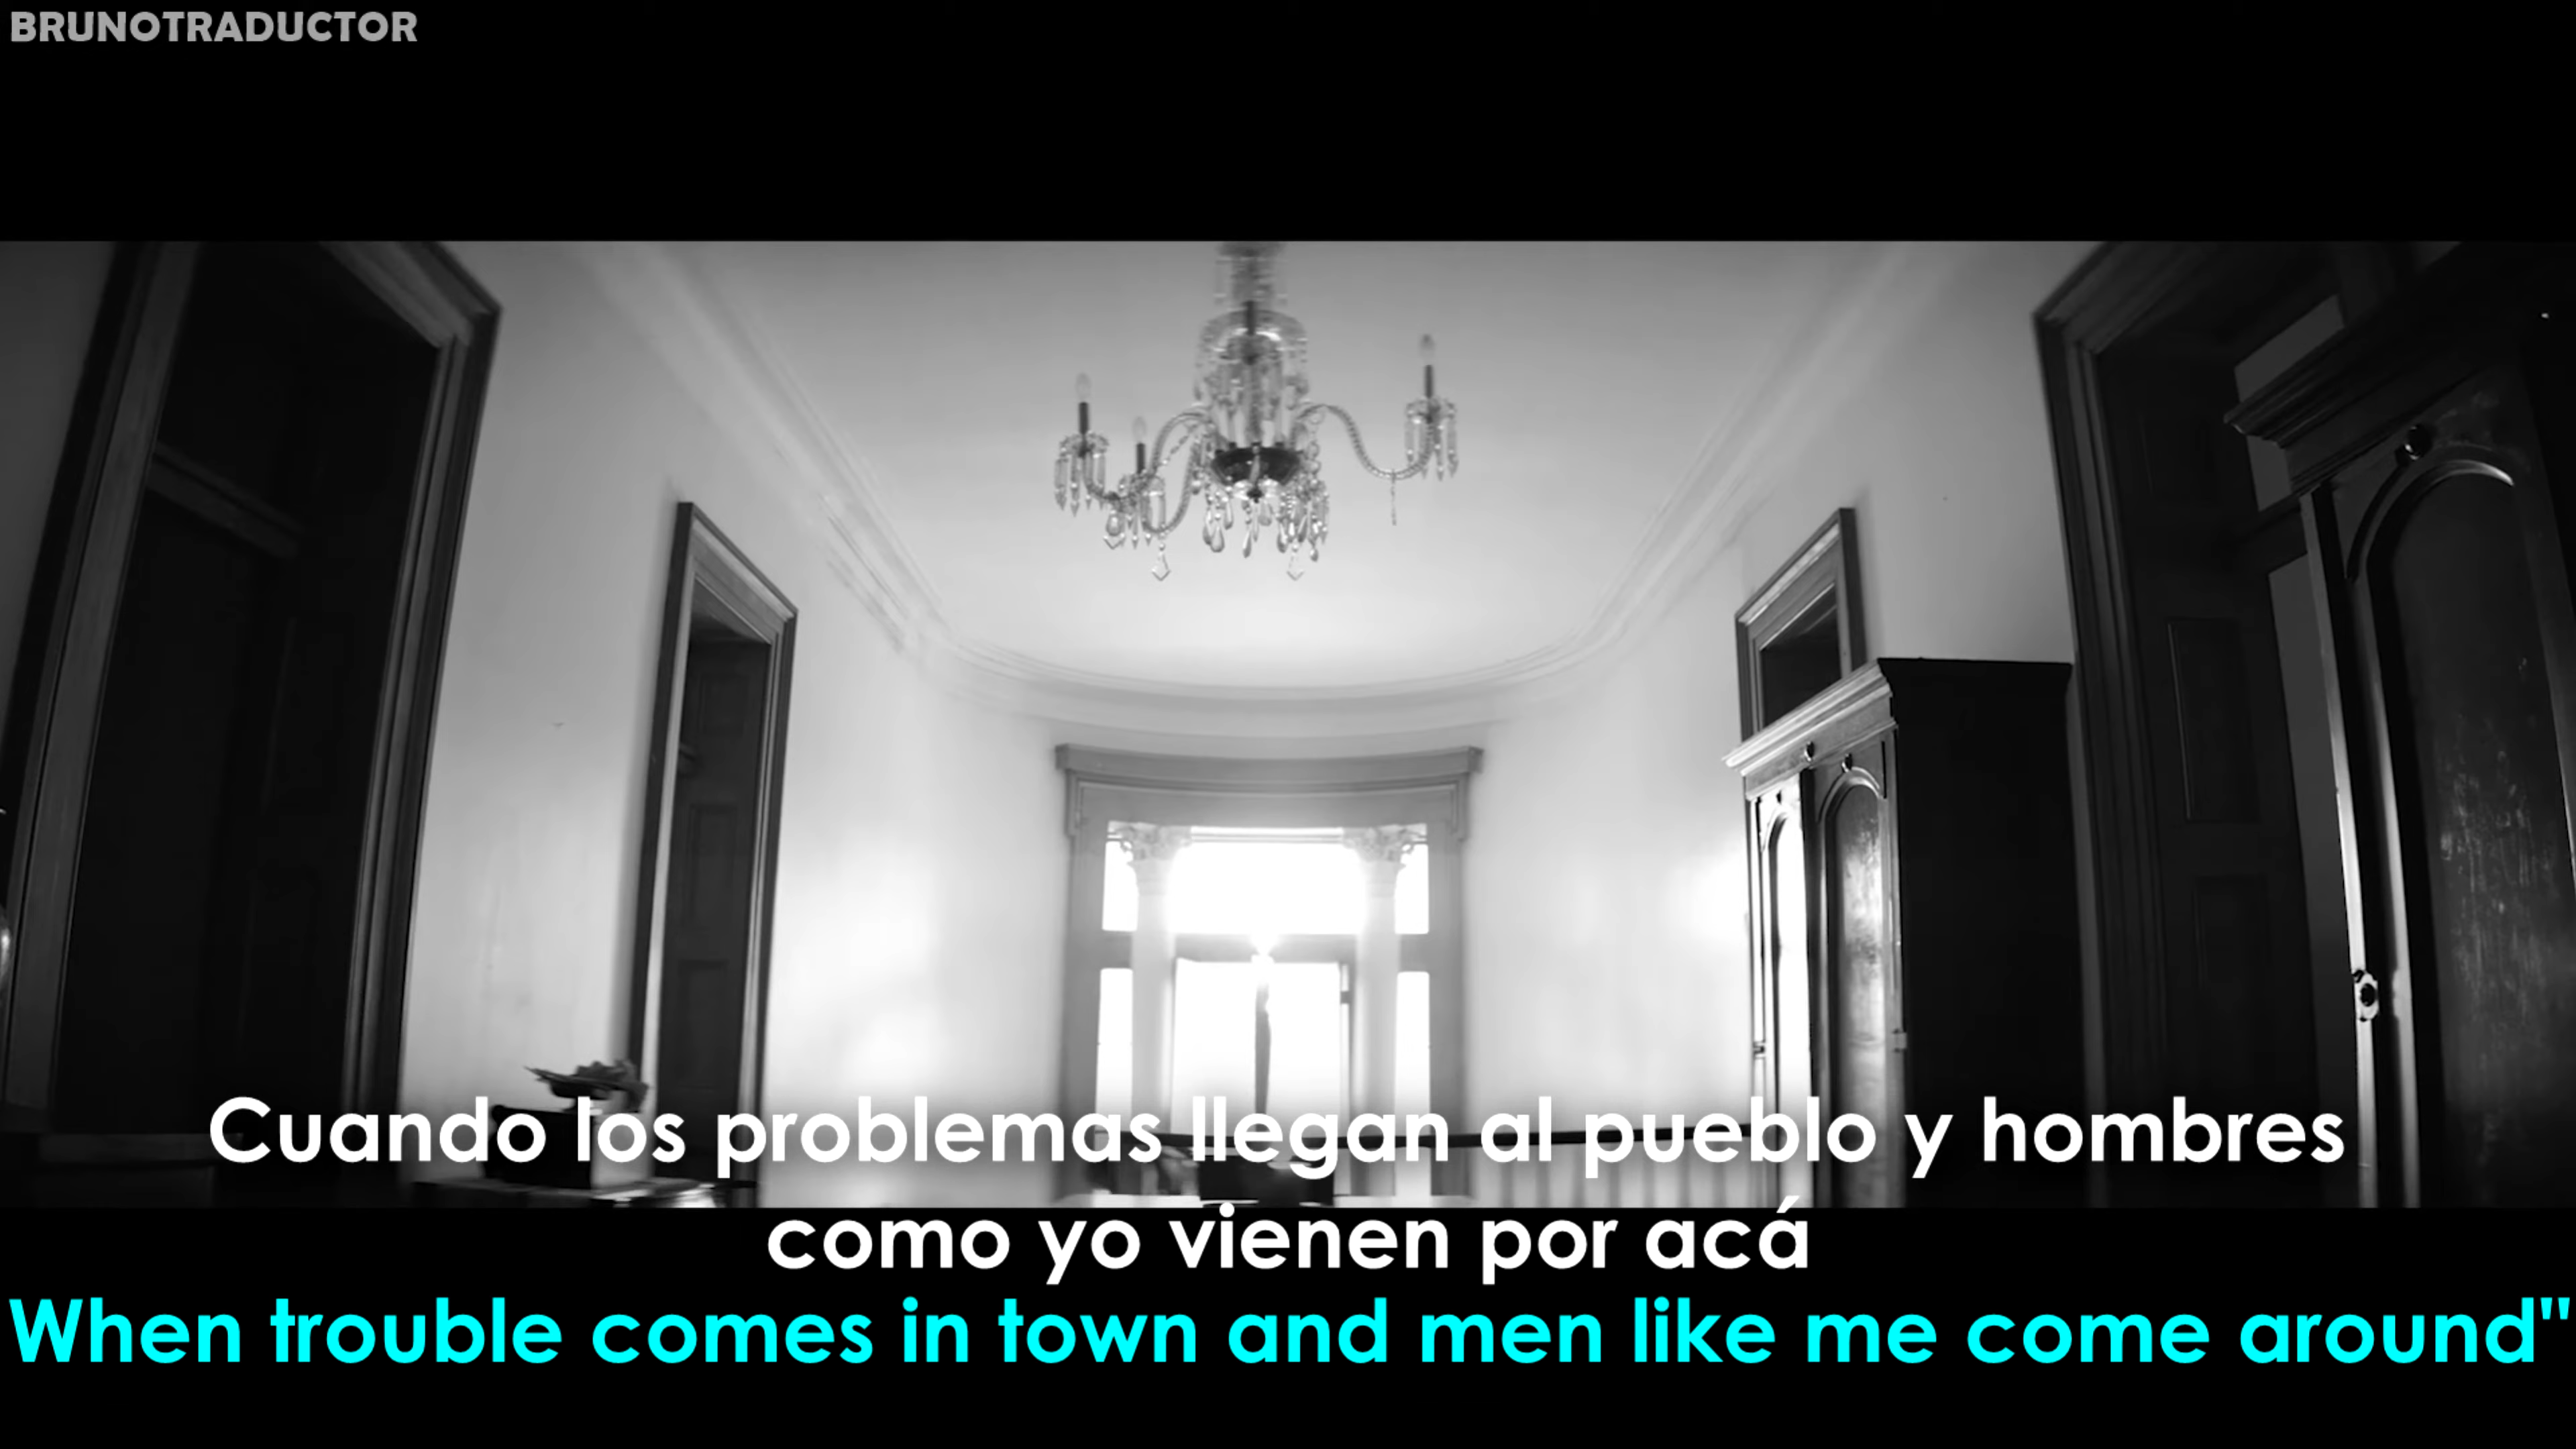 BRUNOTRADUCTOR
Cuando los problemas llegan al pueblo y hombres
como yo vienen por acá
When trouble comes in town and men like me come around"